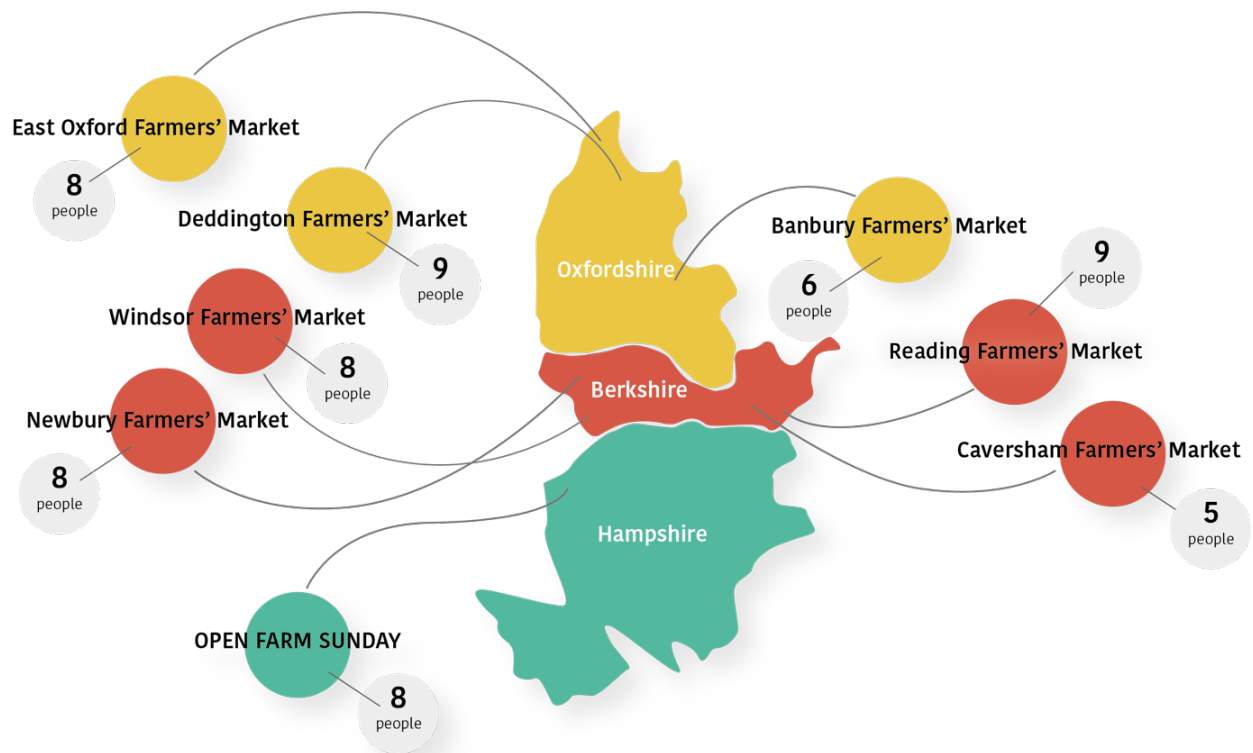 East Oxford Farmers’ Market
8
people
Deddington Farmers’ Market
9
people
Windsor Farmers’ Market
8
people
Newbury Farmers’ Market
8
people
OPEN FARM SUNDAY
8
people
Oxfordshire
Berkshire
Hampshire
Banbury Farmers’ Market
6
people
9
people
Reading Farmers’ Market
Caversham Farmers’ Market
5
people